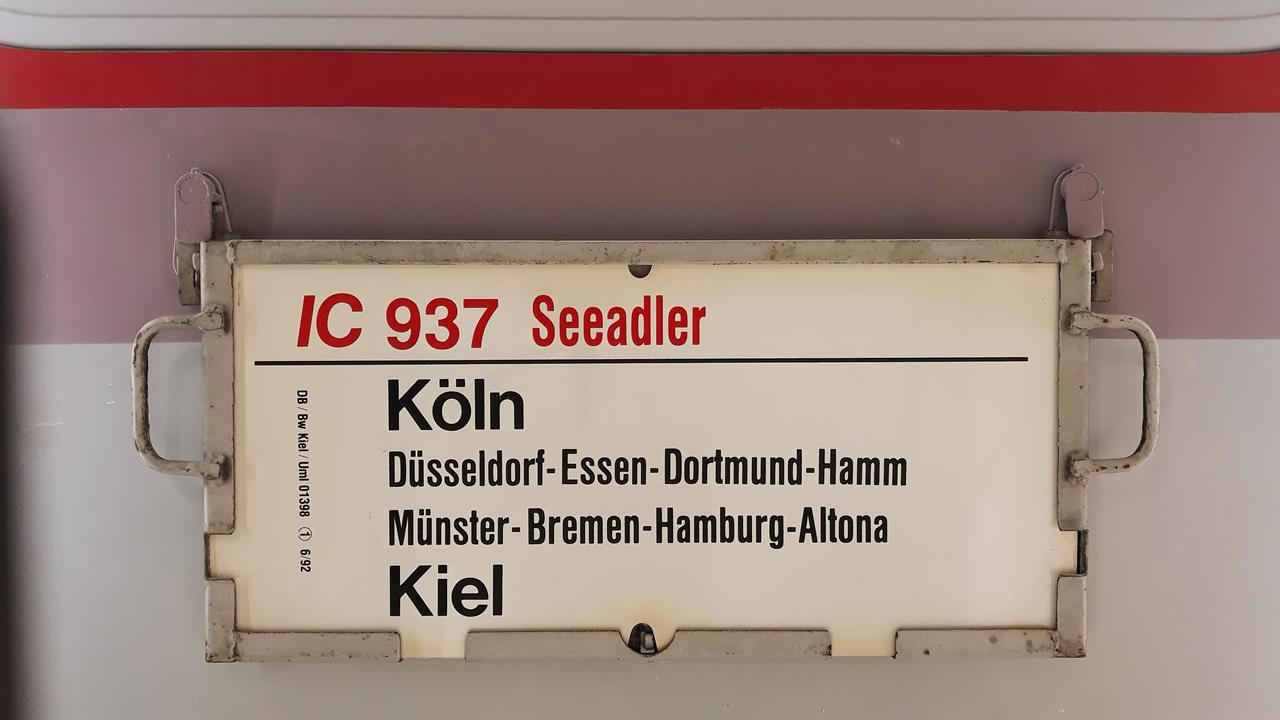 IC 937 Seeadler
Köln
Düsseldorf-Essen-Dortmund-Hamm
Münster-Bremen-Hamburg-Altona
Kiel
DB / Bw Kiel / Uml 01398 ① 6/92